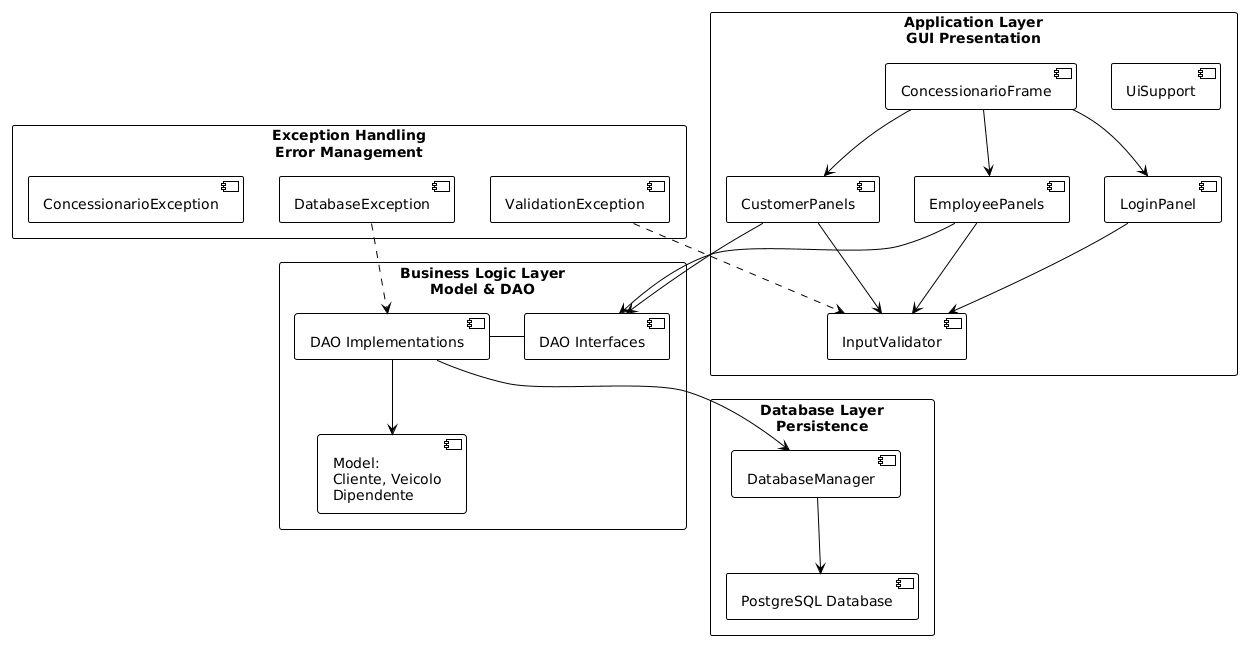 Application Layer
GUI Presentation
ConcessionarioFrame
UiSupport
Exception Handling
Error Management
ConcessionarioException
DatabaseException
ValidationException
CustomerPanels
EmployeePanels
LoginPanel
Business Logic Layer
Model & DAO
DAO Implementations
DAO Interfaces
InputValidator
Database Layer
Persistence
Model:
Cliente, Veicolo
Dipendente
DatabaseManager
PostgreSQL Database